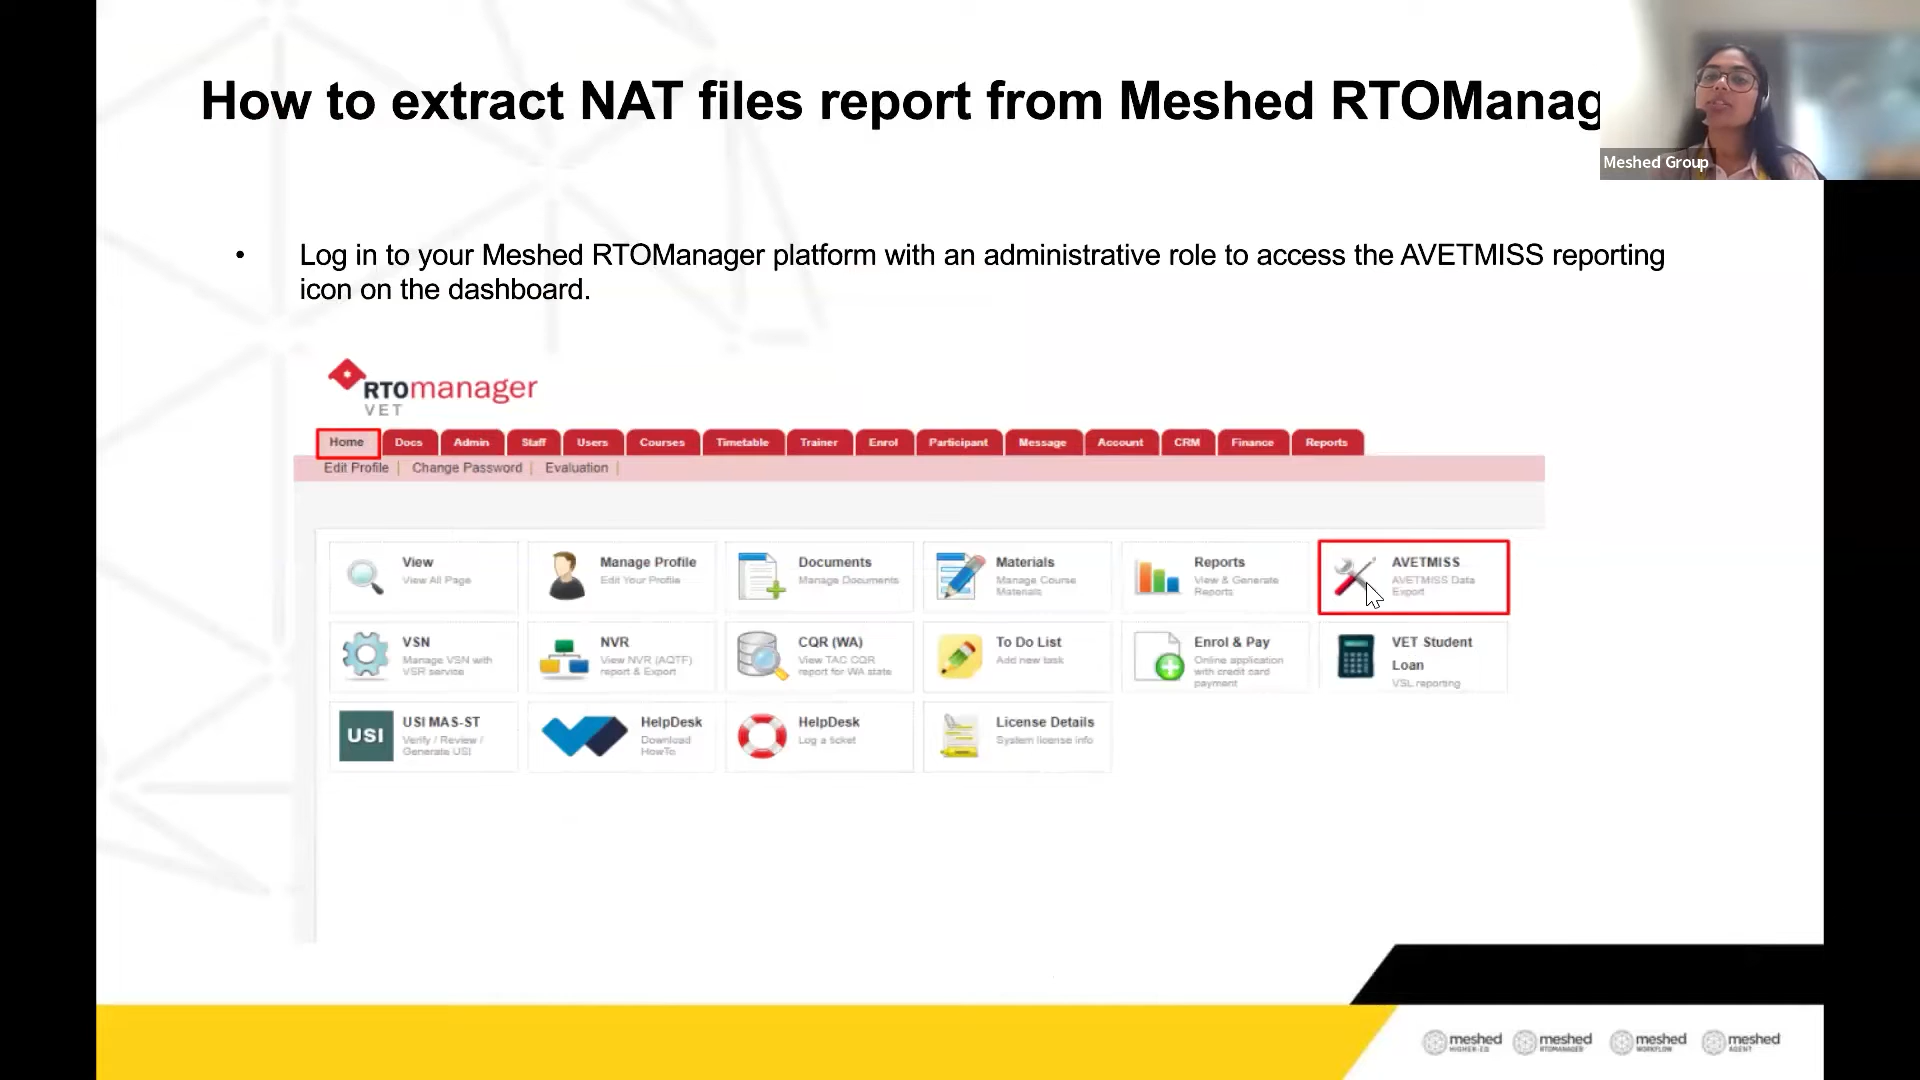 How to extract NAT files report from Meshed RTOManag
Meshed Group
• Log in to your Meshed RTOManager platform with an administrative role to access the AVETMISS reporting
icon on the dashboard.
RTOmanager
VET
Home Docs Admin Staff Users Courses Timetable Trainer Enrol Participant Message Account CRM Finance Reports
Edit Profile | Change Password | Evaluation |
View
View All Page
Manage Profile
Edit Your Profile
Documents
Manage Documents
Materials
Manage Course
Materials
Reports
View & Generate
Reports
AVETMISS
AVETMISS Data
Export
VSN
Manage VSN with
VSR service
NVR
View NVR (AQTF)
report & Export
CQR (WA)
View TAC CQR
report for WA state
To Do List
Add new task
Enrol & Pay
Online application
with credit card
payment
VET Student
Loan
VSL reporting
USI
USI MAS-ST
Verify / Review /
Generate USI
HelpDesk
Download
HowTo
HelpDesk
Log a ticket
License Details
System license info
meshed
HIGHER-ED
meshed
RTOMANAGER
meshed
WORKFLOW
meshed
AGENT